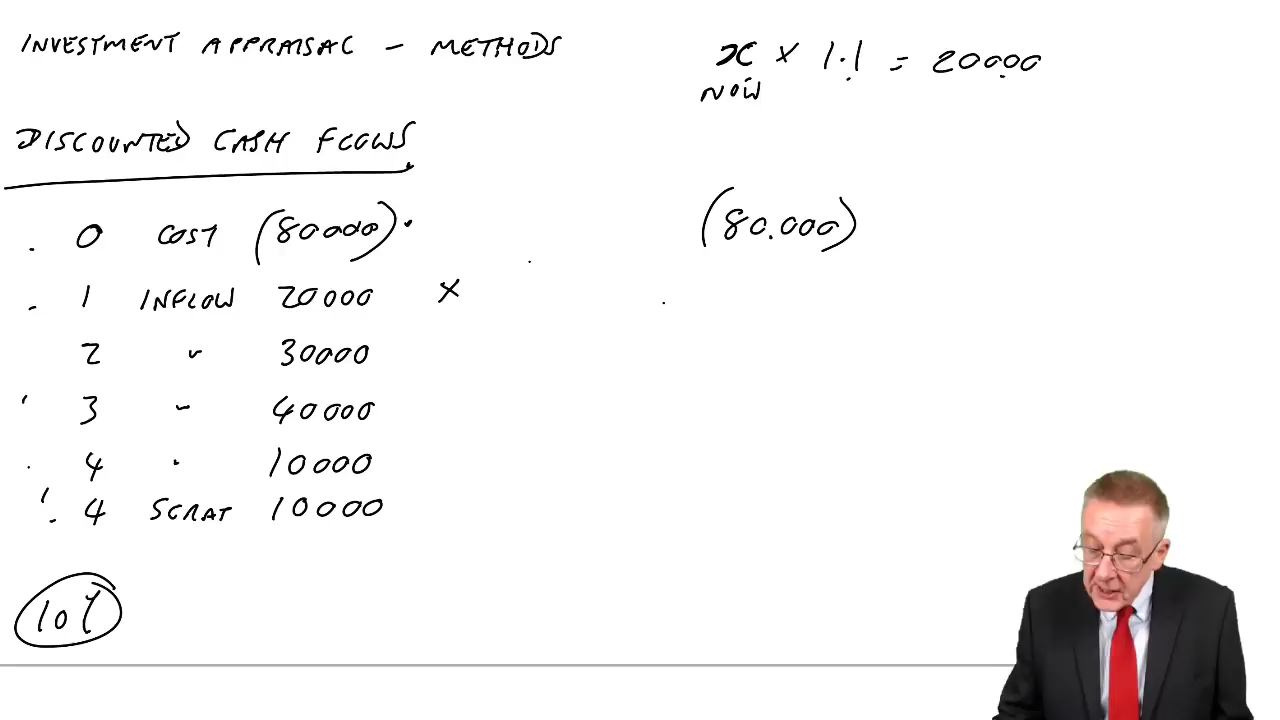 INVESTMENT APPRAISAL - METHODS
x × 1.1 = 20000
NOW
DISCOUNTED CASH FLOWS
0 COST (80000)
(80.000)
1 INFLOW 20000 ×
2 " 30000
3 " 40000
4 " 10000
4 SCRAP 10000
10%